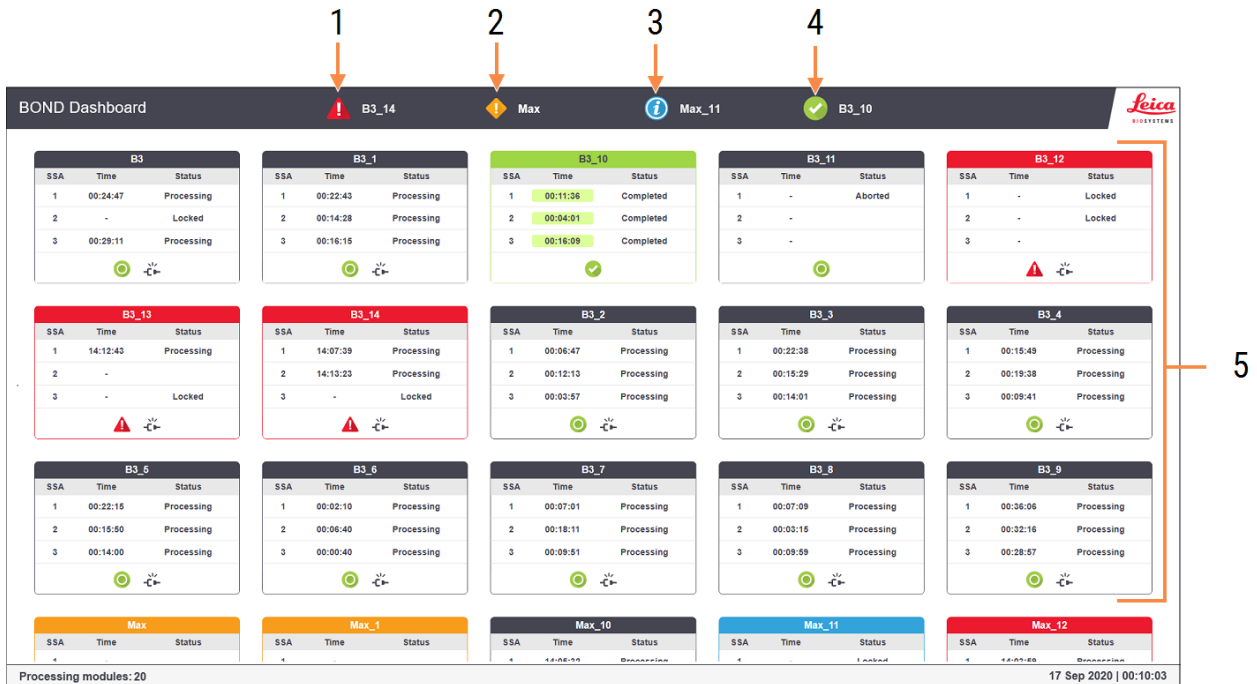 1 2 3 4
BOND Dashboard B3_14 Max Max_11 B3_10 Leica
BIOSYSTEMS
B3 B3_1 B3_10 B3_11 B3_12
SSA Time Status SSA Time Status SSA Time Status SSA Time Status SSA Time Status
1 00:24:47 Processing 1 00:22:43 Processing 1 00:11:36 Completed 1 - Aborted 1 - Locked
2 - Locked 2 00:14:28 Processing 2 00:04:01 Completed 2 - 2 - Locked
3 00:29:11 Processing 3 00:16:15 Processing 3 00:16:09 Completed 3 - 3 -
B3_13 B3_14 B3_2 B3_3 B3_4
SSA Time Status SSA Time Status SSA Time Status SSA Time Status SSA Time Status
1 14:12:43 Processing 1 14:07:39 Processing 1 00:06:47 Processing 1 00:22:38 Processing 1 00:15:49 Processing
2 - 2 14:13:23 Processing 2 00:12:13 Processing 2 00:15:29 Processing 2 00:19:38 Processing
3 - Locked 3 - Locked 3 00:03:57 Processing 3 00:14:01 Processing 3 00:09:41 Processing
5
B3_5 B3_6 B3_7 B3_8 B3_9
SSA Time Status SSA Time Status SSA Time Status SSA Time Status SSA Time Status
1 00:22:15 Processing 1 00:02:10 Processing 1 00:07:01 Processing 1 00:07:09 Processing 1 00:36:06 Processing
2 00:15:50 Processing 2 00:06:40 Processing 2 00:18:11 Processing 2 00:03:15 Processing 2 00:32:16 Processing
3 00:14:00 Processing 3 00:00:40 Processing 3 00:09:51 Processing 3 00:09:59 Processing 3 00:28:57 Processing
Max Max_1 Max_10 Max_11 Max_12
SSA Time Status SSA Time Status SSA Time Status SSA Time Status SSA Time Status
1 - 1 - 1 Processing 1 - Locked 1 Processing
Processing modules: 20 17 Sep 2020 | 00:10:03